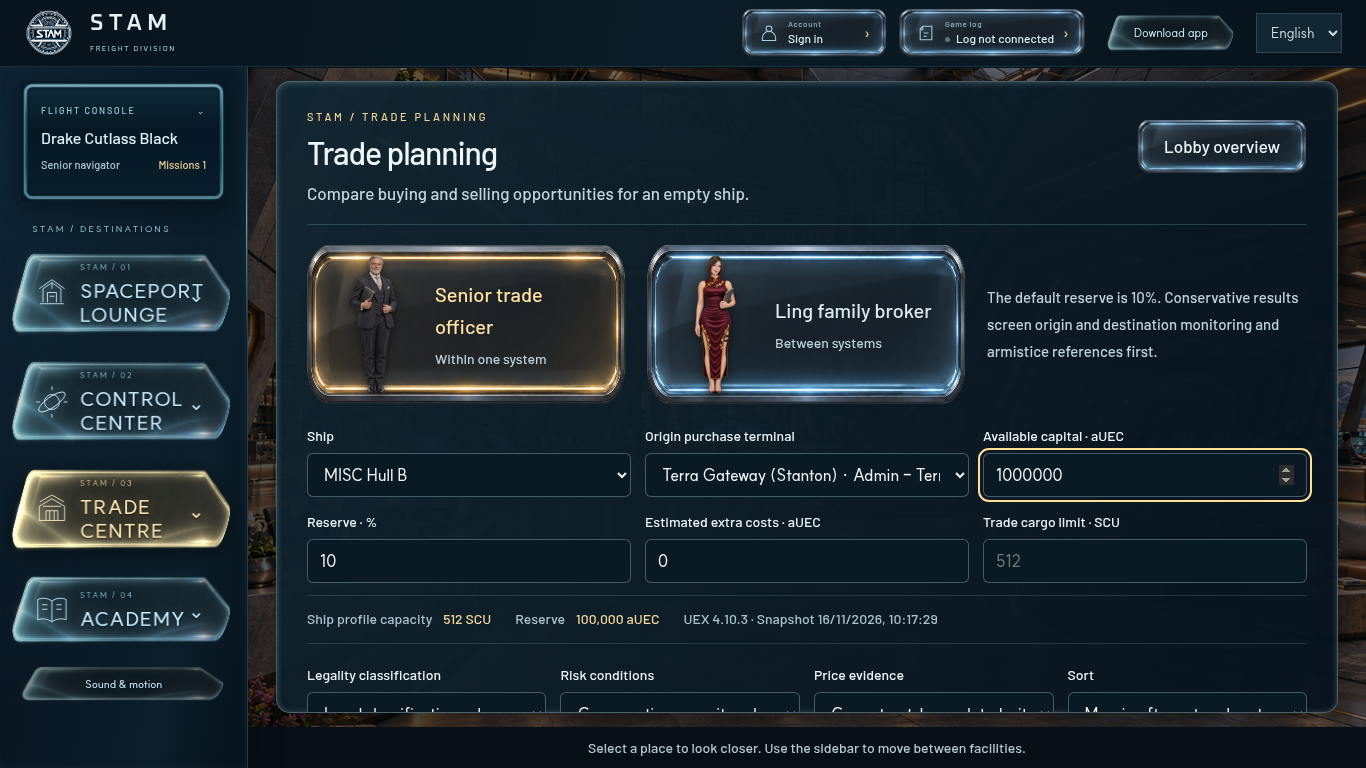 STAM
STAM
FREIGHT DIVISION
Account
Sign in
Game log
Log not connected
Download app
English
FLIGHT CONSOLE
Drake Cutlass Black
Senior navigator
Missions 1
STAM / DESTINATIONS
STAM / 01
SPACEPORT
LOUNGE
STAM / 02
CONTROL
CENTER
STAM / 03
TRADE
CENTRE
STAM / 04
ACADEMY
Sound & motion
STAM / TRADE PLANNING
Trade planning
Compare buying and selling opportunities for an empty ship.
Lobby overview
Senior trade
officer
Within one system
Ling family broker
Between systems
The default reserve is 10%. Conservative results
screen origin and destination monitoring and
armistice references first.
Ship
Origin purchase terminal
Available capital · aUEC
MISC Hull B
Terra Gateway (Stanton) · Admin - Terr
1000000
Reserve · %
Estimated extra costs · aUEC
Trade cargo limit · SCU
10
0
512
Ship profile capacity 512 SCU
Reserve 100,000 aUEC
UEX 4.10.3 · Snapshot 16/11/2026, 10:17:29
Legality classification
Risk conditions
Price evidence
Sort
Select a place to look closer. Use the sidebar to move between facilities.